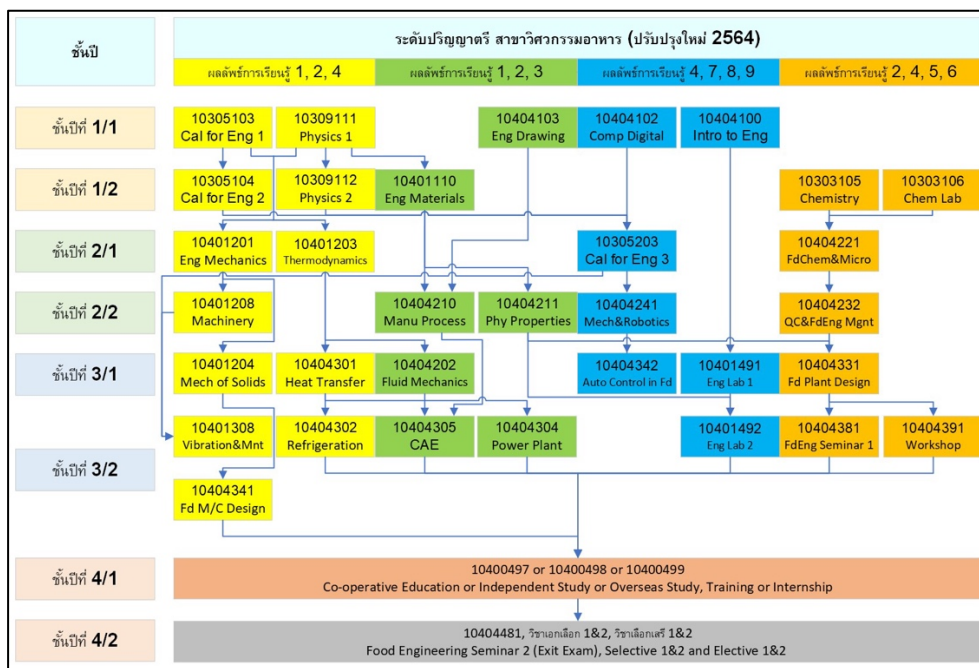 ชั้นปี
ระดับปริญญาตรี สาขาวิศวกรรมอาหาร (ปรับปรุงใหม่ 2564)
ผลลัพธ์การเรียนรู้ 1, 2, 4
ผลลัพธ์การเรียนรู้ 1, 2, 3
ผลลัพธ์การเรียนรู้ 4, 7, 8, 9
ผลลัพธ์การเรียนรู้ 2, 4, 5, 6
ชั้นปีที่ 1/1
10305103
Cal for Eng 1
10309111
Physics 1
10404103
Eng Drawing
10404102
Comp Digital
10404100
Intro to Eng
ชั้นปีที่ 1/2
10305104
Cal for Eng 2
10309112
Physics 2
10401110
Eng Materials
10303105
Chemistry
10303106
Chem Lab
ชั้นปีที่ 2/1
10401201
Eng Mechanics
10401203
Thermodynamics
10305203
Cal for Eng 3
10404221
FdChem&Micro
ชั้นปีที่ 2/2
10401208
Machinery
10404210
Manu Process
10404211
Phy Properties
10404241
Mech&Robotics
10404232
QC&FdEng Mgnt
ชั้นปีที่ 3/1
10401204
Mech of Solids
10404301
Heat Transfer
10404202
Fluid Mechanics
10404342
Auto Control in Fd
10401491
Eng Lab 1
10404331
Fd Plant Design
ชั้นปีที่ 3/2
10401308
Vibration&Mnt
10404302
Refrigeration
10404305
CAE
10404304
Power Plant
10401492
Eng Lab 2
10404381
FdEng Seminar 1
10404391
Workshop
10404341
Fd M/C Design
ชั้นปีที่ 4/1
10400497 or 10400498 or 10400499
Co-operative Education or Independent Study or Overseas Study, Training or Internship
ชั้นปีที่ 4/2
10404481, วิชาเอกเลือก 1&2, วิชาเลือกเสรี 1&2
Food Engineering Seminar 2 (Exit Exam), Selective 1&2 and Elective 1&2